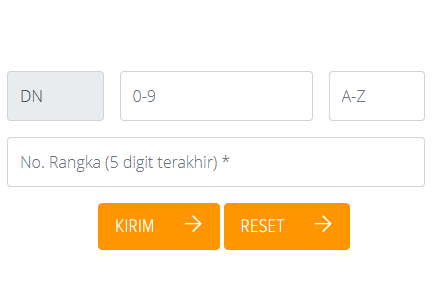 DN 0-9 A-Z
No. Rangka (5 digit terakhir) *
KIRIM → RESET →